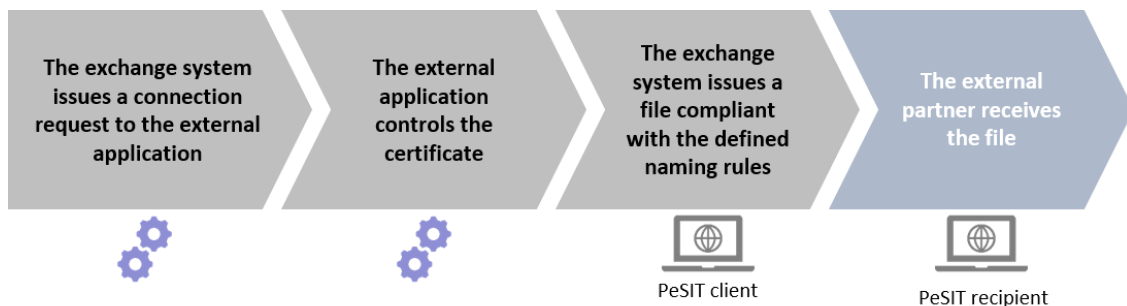 The exchange system
issues a connection
request to the external
application
The external
application
controls the
certificate
The exchange
system issues a
file compliant
with the defined
naming rules
The external
partner receives
the file
PeSIT client
PeSIT recipient